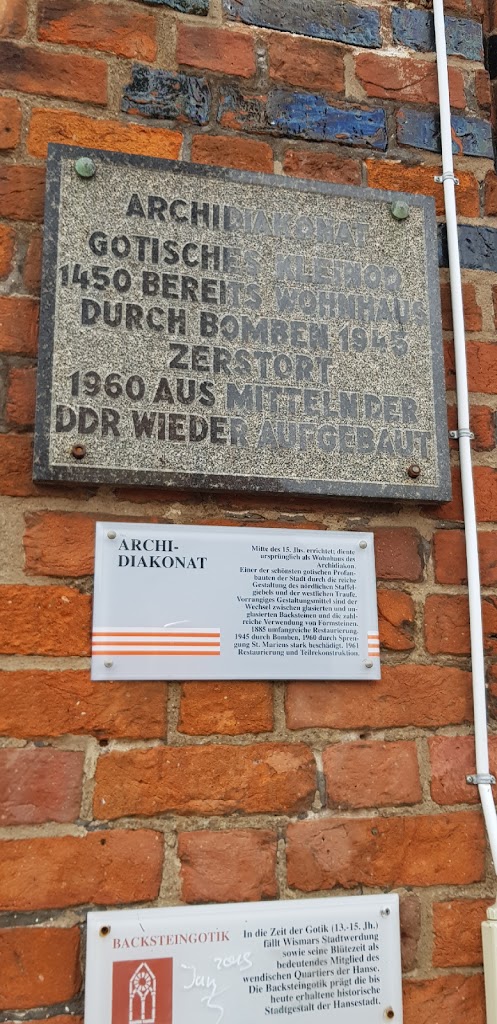 ARCHIDIAKONAT
GOTISCHES KLEINOD
1450 BEREITS WOHNHAUS
DURCH BOMBEN 1945
ZERSTORT
1960 AUS MITTELN DER
DDR WIEDER AUFGEBAUT
ARCHI-
DIAKONAT
Mitte des 15. Jhs. errichtet; diente
ursprünglich als Wohnhaus des
Archidiakon.
Einer der schönsten gotischen Profan-
bauten der Stadt durch die reiche
Gestaltung des nördlichen Staffel-
giebels und der westlichen Traufe.
Vorrangiges Gestaltungsmittel sind der
Wechsel zwischen glasierten und un-
glasierten Backsteinen und die zahl-
reiche Verwendung von Formsteinen.
1885 umfangreiche Restaurierung.
1945 durch Bomben, 1960 durch Spren-
gung St. Mariens stark beschädigt. 1961
Restaurierung und Teilrekonstruktion.
BACKSTEINGOTIK
In die Zeit der Gotik (13.-15. Jh.)
fällt Wismars Stadtwerdung
sowie seine Blütezeit als
bedeutendes Mitglied des
wendischen Quartiers der Hanse.
Die Backsteingotik prägt die bis
heute erhaltene historische
Stadtgestalt der Hansestadt.